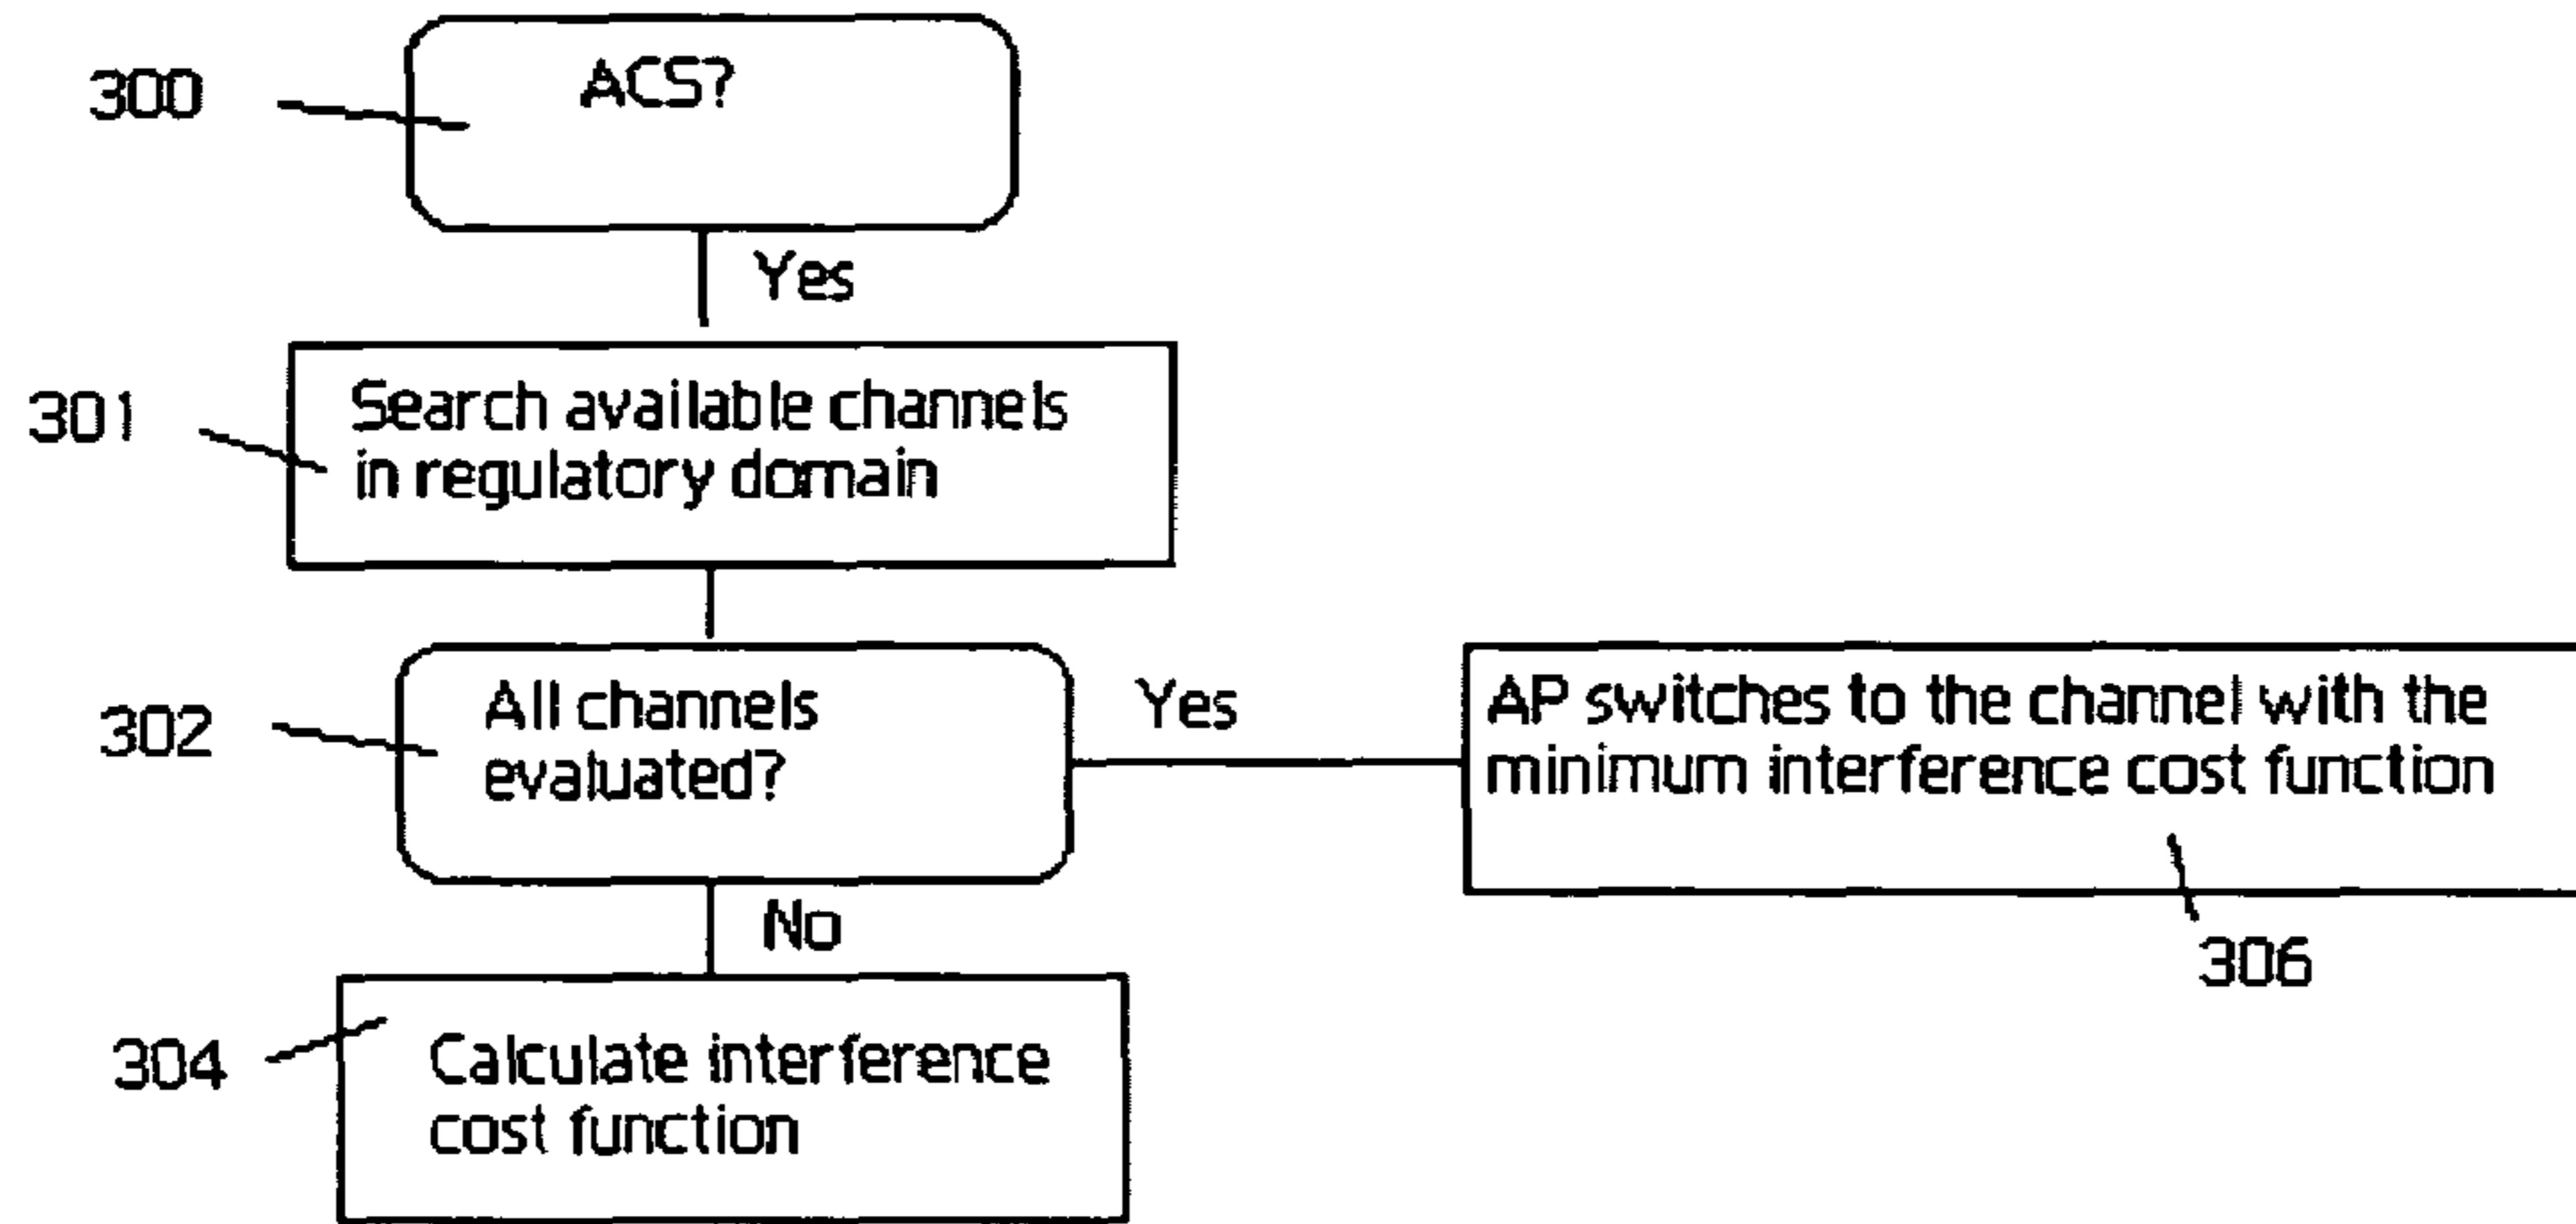 300
ACS?
Yes
301
Search available channels
in regulatory domain
302
All channels
evaluated?
Yes
AP switches to the channel with the
minimum interference cost function
306
No
304
Calculate interference
cost function